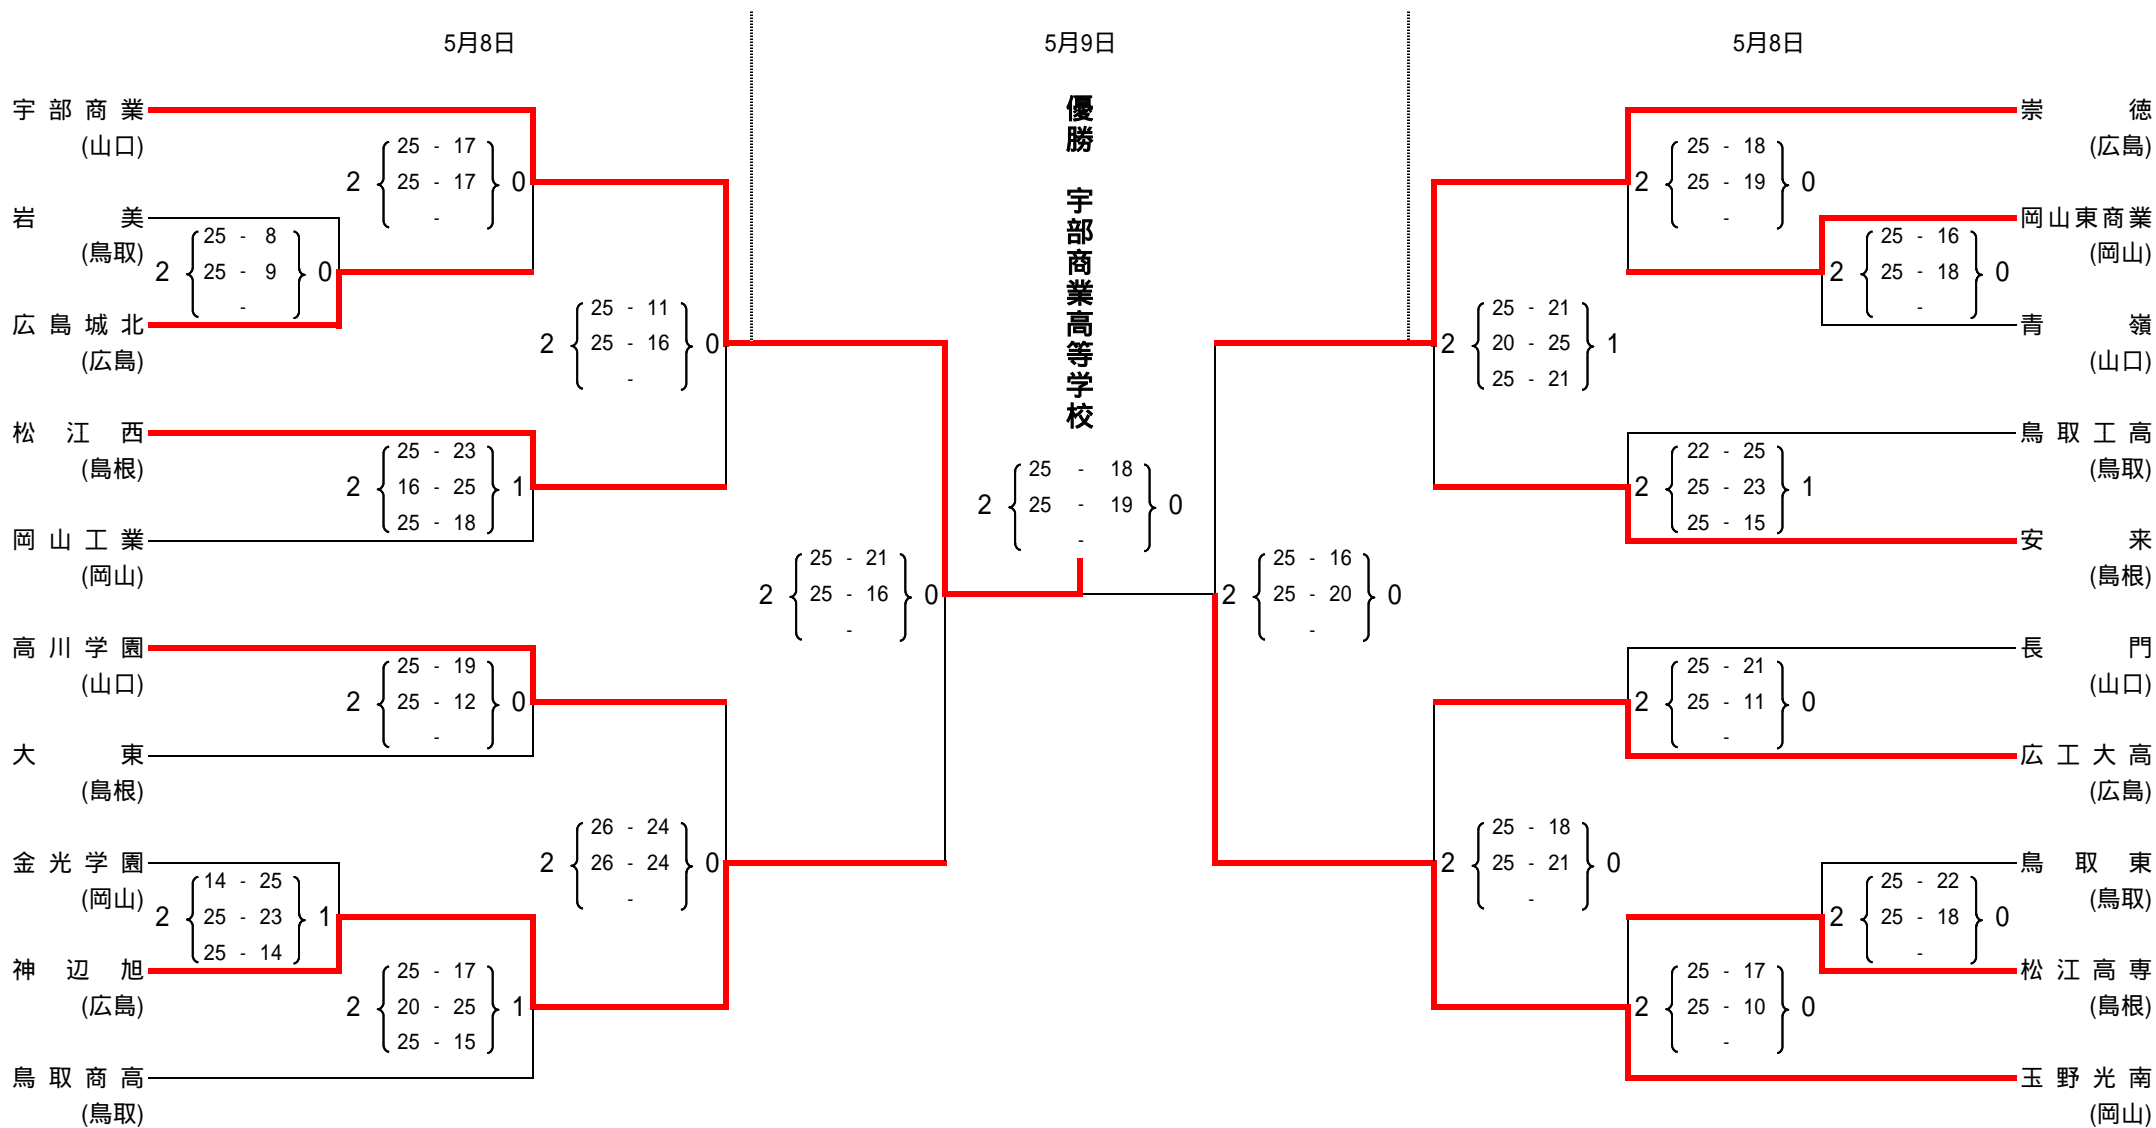 5月8日
5月9日
5月8日
優勝 宇部商業高等学校
宇部商業
(山口)
2 25 - 17 0
25 - 17
-
岩美
(鳥取)
2 25 - 8 0
25 - 9
-
広島城北
(広島)
2 25 - 11 0
25 - 16
-
松江西
(島根)
2 25 - 23 1
16 - 25
25 - 18
岡山工業
(岡山)
2 25 - 21 0
25 - 16
-
高川学園
(山口)
2 25 - 19 0
25 - 12
-
大東
(島根)
2 26 - 24 0
26 - 24
-
金光学園
(岡山)
2 14 - 25 1
25 - 23
25 - 14
神辺旭
(広島)
2 25 - 17 1
20 - 25
25 - 15
鳥取商高
(鳥取)
2 25 - 18 0
25 - 19
-
崇徳
(広島)
2 25 - 18 0
25 - 19
-
岡山東商業
(岡山)
2 25 - 16 0
25 - 18
-
青嶺
(山口)
2 25 - 21 1
20 - 25
25 - 21
鳥取工高
(鳥取)
2 22 - 25 1
25 - 23
25 - 15
安来
(島根)
2 25 - 16 0
25 - 20
-
長門
(山口)
2 25 - 21 0
25 - 11
-
広工大高
(広島)
2 25 - 18 0
25 - 21
-
鳥取東
(鳥取)
2 25 - 22 0
25 - 18
-
松江高専
(島根)
2 25 - 17 0
25 - 10
-
玉野光南
(岡山)